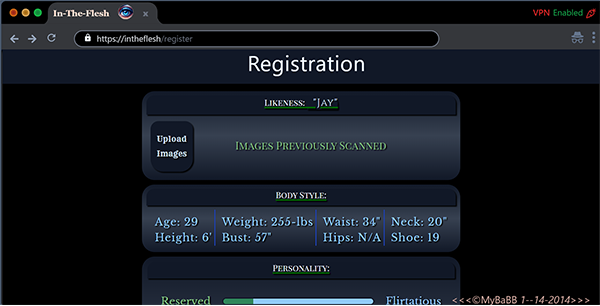 In-The-Flesh
x
VPN Enabled
https://intheflesh/register
Registration
Likeness: "JAY"
Upload
Images
Images Previously Scanned
Body Style:
Age: 29 Weight: 255-lbs Waist: 34" Neck: 20"
Height: 6' Bust: 57" Hips: N/A Shoe: 19
Personality:
Reserved Flirtatious
<<<©MyBaBB 1--14-2014>>>